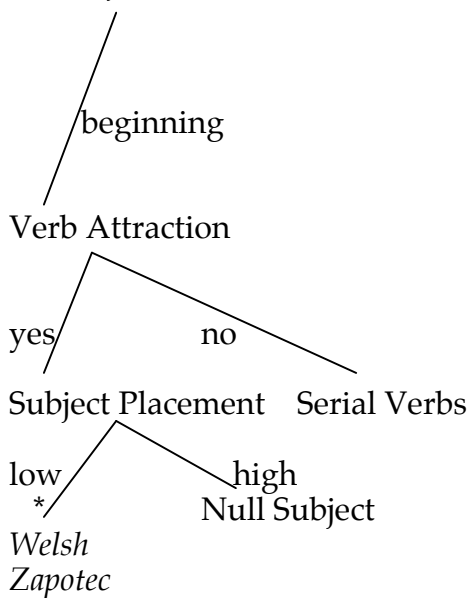 beginning
Verb Attraction
yes no
Subject Placement Serial Verbs
low high
* Null Subject
Welsh
Zapotec